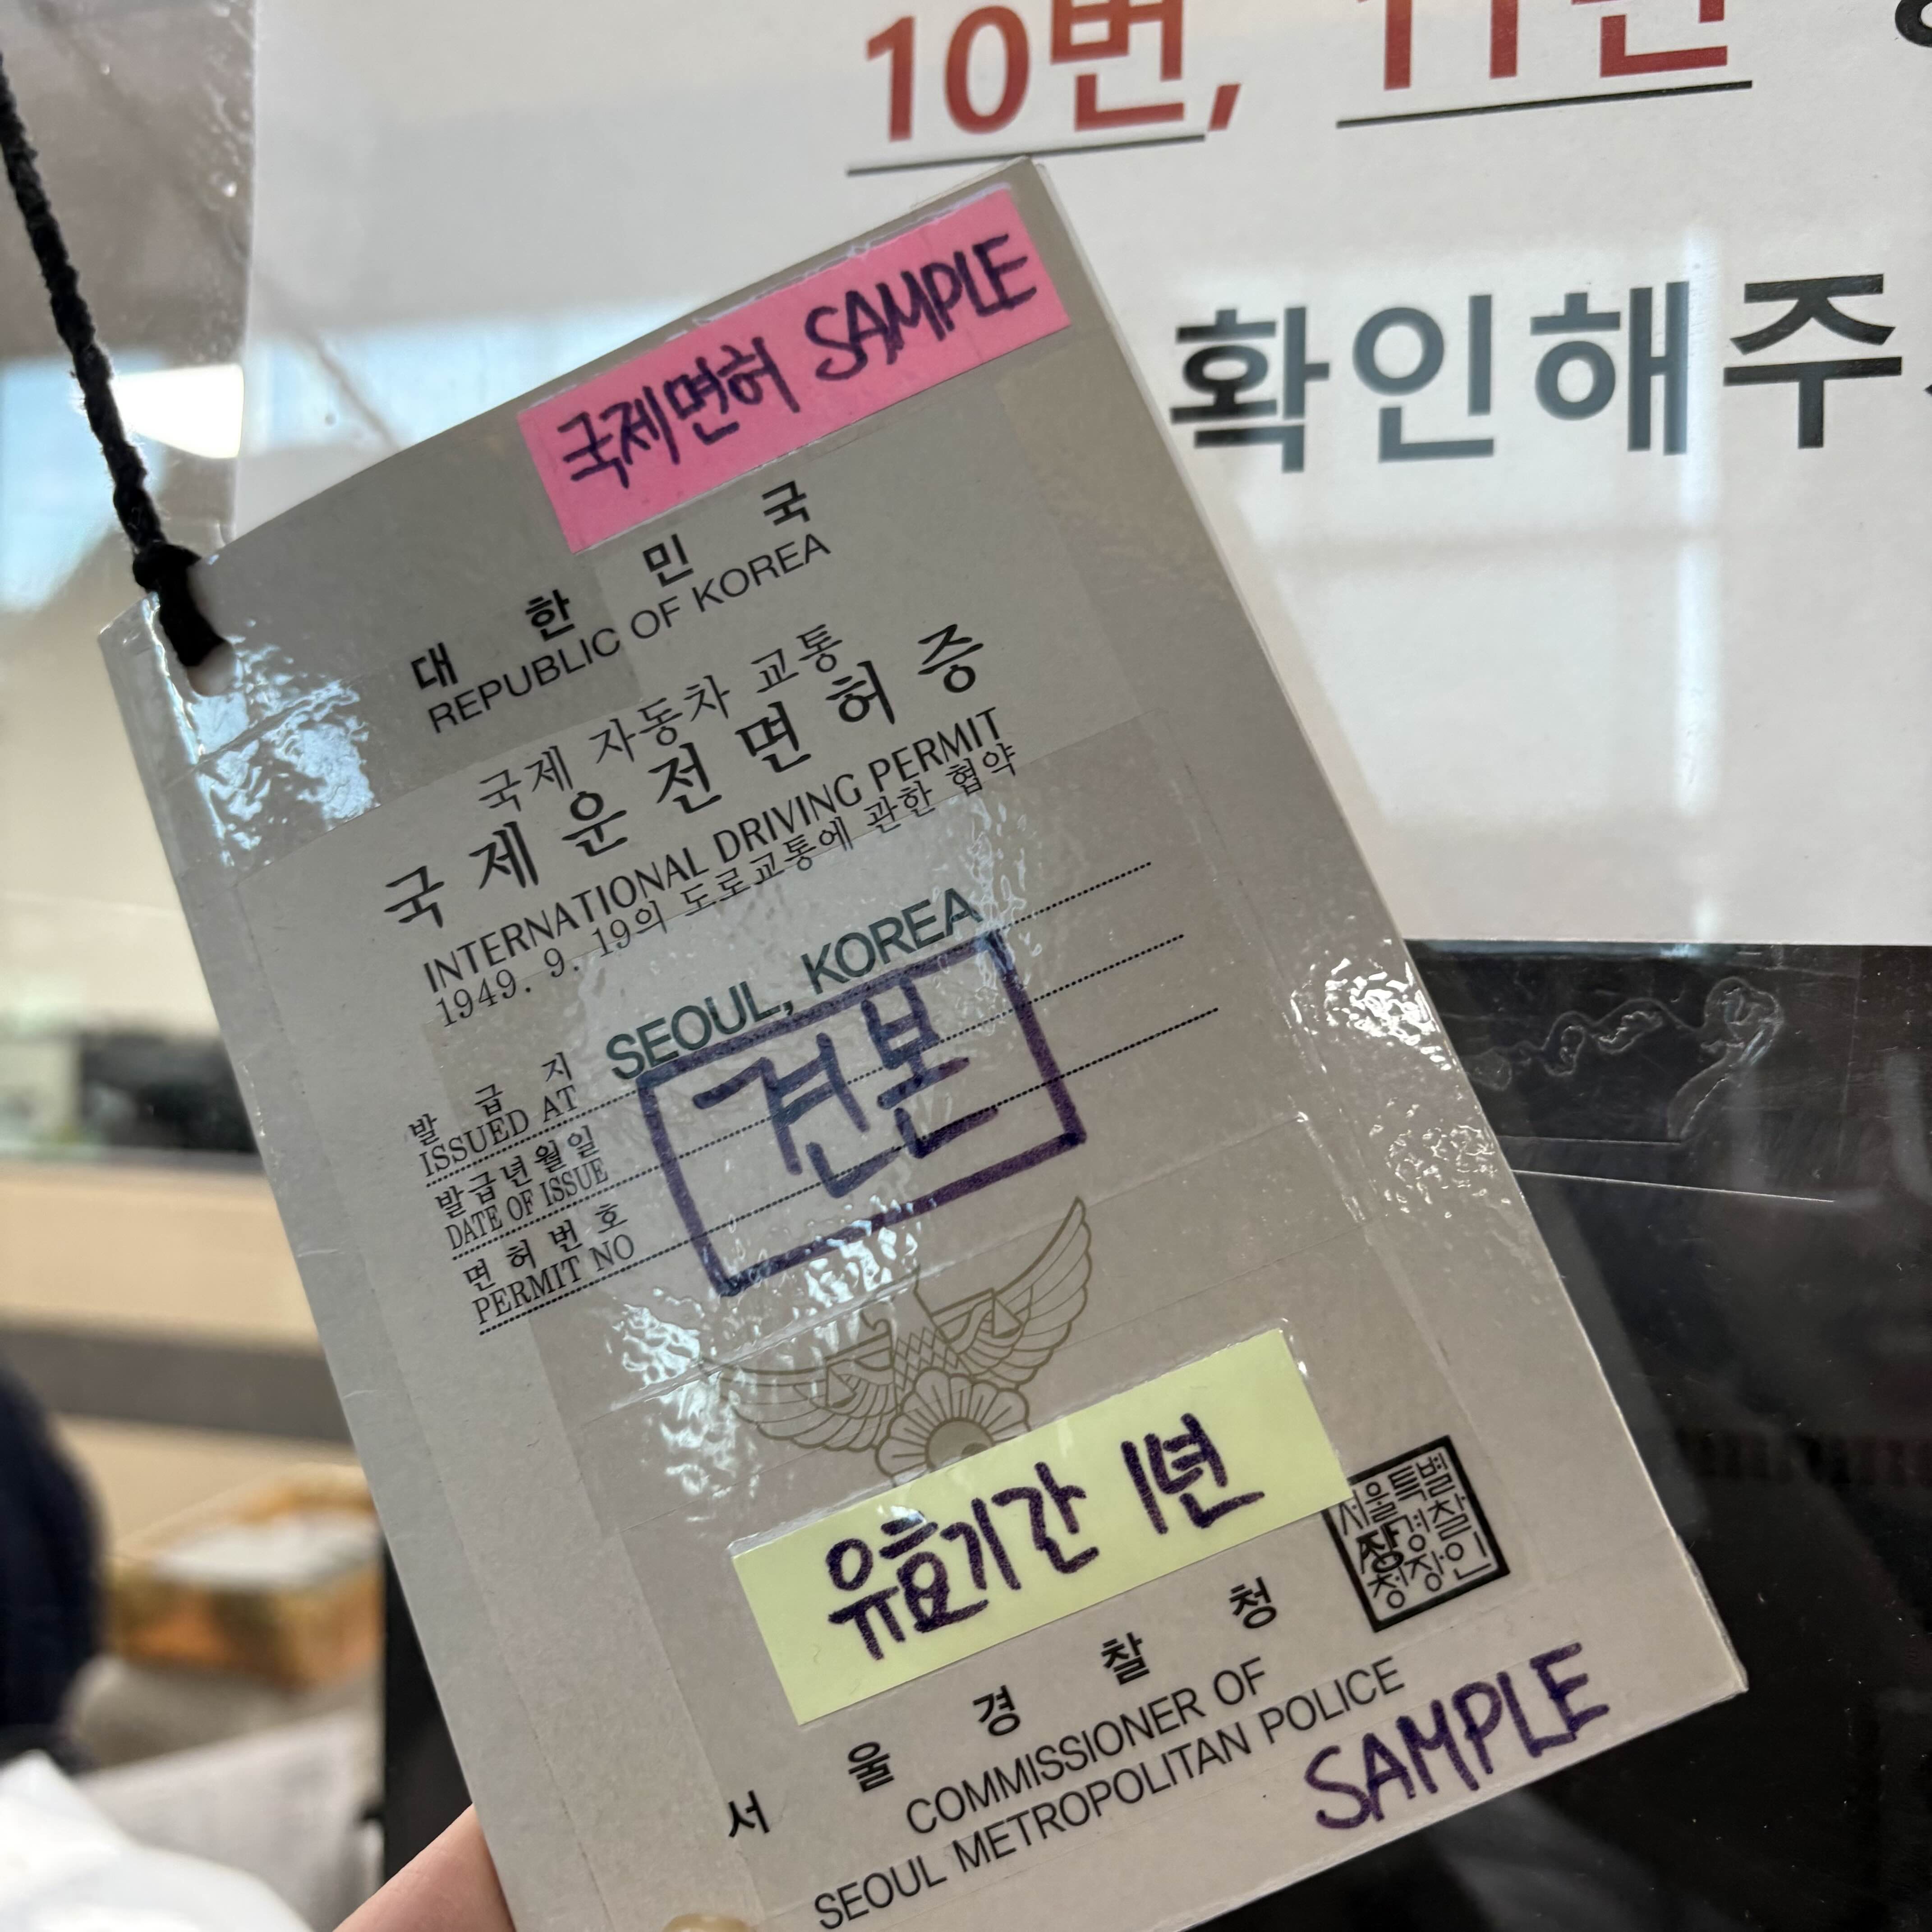 10번, 11번
확인해주
국제면허 SAMPLE
대 한 민 국
REPUBLIC OF KOREA
국제 자동차 교통
국제운전면허증
INTERNATIONAL DRIVING PERMIT
1949. 9. 19의 도로교통에 관한 협약
발 급 지
ISSUED AT
SEOUL, KOREA
발급년월일
DATE OF ISSUE
면 허 번 호
PERMIT NO
견본
유효기간 1년
서울특별
시경찰
청장인
서 울 경 찰 청
장
COMMISSIONER OF
SEOUL METROPOLITAN POLICE
SAMPLE